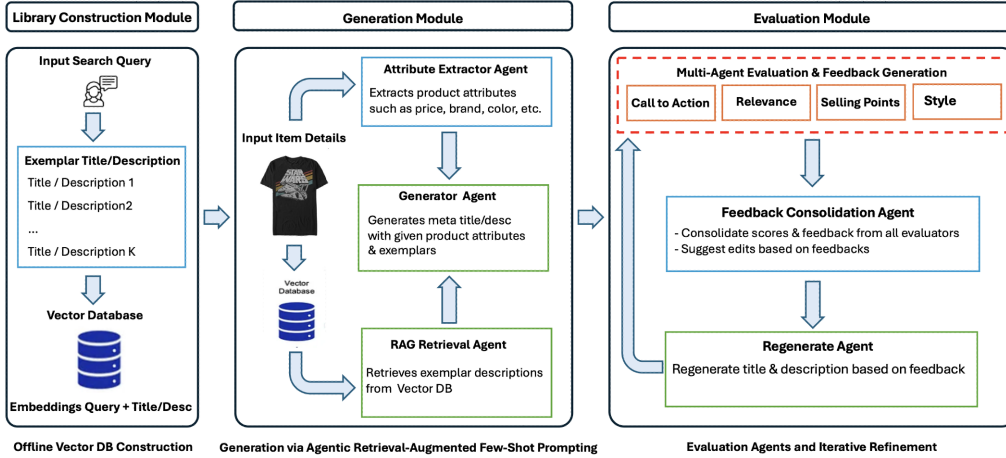 Library Construction Module
Input Search Query
Exemplar Title/Description
Title / Description 1
Title / Description2
...
Title / Description K
Vector Database
Embeddings Query + Title/Desc
Offline Vector DB Construction
Generation Module
Attribute Extractor Agent
Extracts product attributes
such as price, brand, color, etc.
Input Item Details
STAR
WARS
Generator Agent
Generates meta title/desc
with given product attributes
& exemplars
Vector
Database
RAG Retrieval Agent
Retrieves exemplar descriptions
from Vector DB
Generation via Agentic Retrieval-Augmented Few-Shot Prompting
Evaluation Module
Multi-Agent Evaluation & Feedback Generation
Call to Action
Relevance
Selling Points
Style
Feedback Consolidation Agent
- Consolidate scores & feedback from all evaluators
- Suggest edits based on feedbacks
Regenerate Agent
Regenerate title & description based on feedback
Evaluation Agents and Iterative Refinement